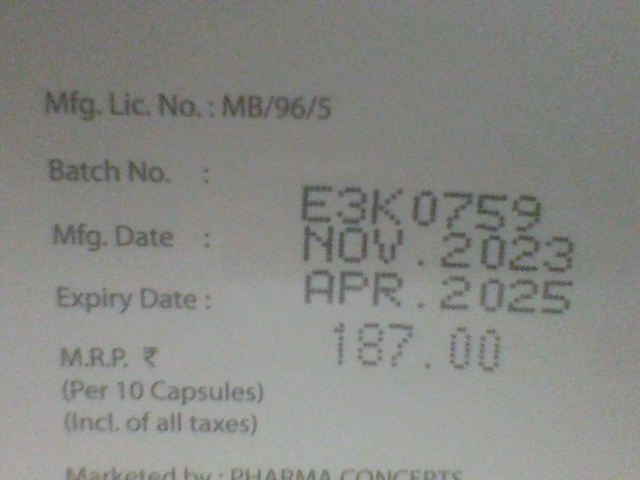 Mfg. Lic. No. : MB/96/5
Batch No. : E3K0759
Mfg. Date : NOV.2023
Expiry Date : APR.2025
M.R.P. ₹ 187.00
(Per 10 Capsules)
(Incl. of all taxes)
Marketed by : PHARMA CONCEPTS